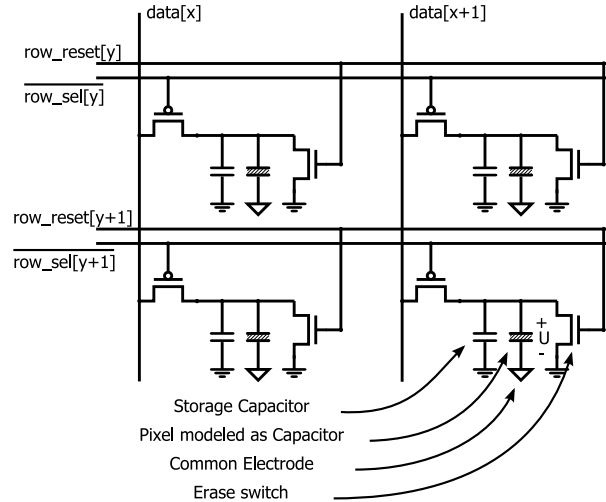 data[x]
data[x+1]
row_reset[y]
row_sel[y]
row_reset[y+1]
row_sel[y+1]
+
U
-
Storage Capacitor
Pixel modeled as Capacitor
Common Electrode
Erase switch